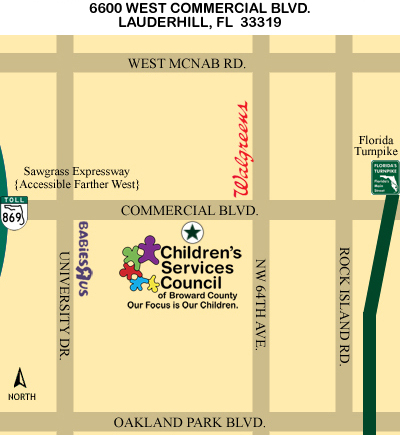 6600 WEST COMMERCIAL BLVD.
LAUDERHILL, FL 33319
WEST MCNAB RD.
Walgreens
Florida
Turnpike
FLORIDA'S
TURNPIKE
Sawgrass Expressway
{Accessible Farther West}
TOLL
869
COMMERCIAL BLVD.
BABIES R US
UNIVERSITY DR.
Children's
Services
Council
of Broward County
Our Focus is Our Children.
NW 64TH AVE.
ROCK ISLAND RD.
NORTH
OAKLAND PARK BLVD.